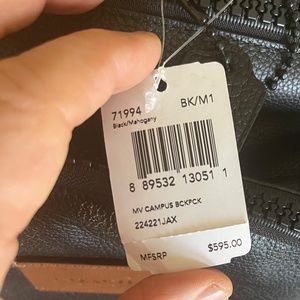 71994 BK/M1
Black/Mahogany
8 89532 13051 1
MV CAMPUS BCKPCK
224221JAX
MFSRP $595.00